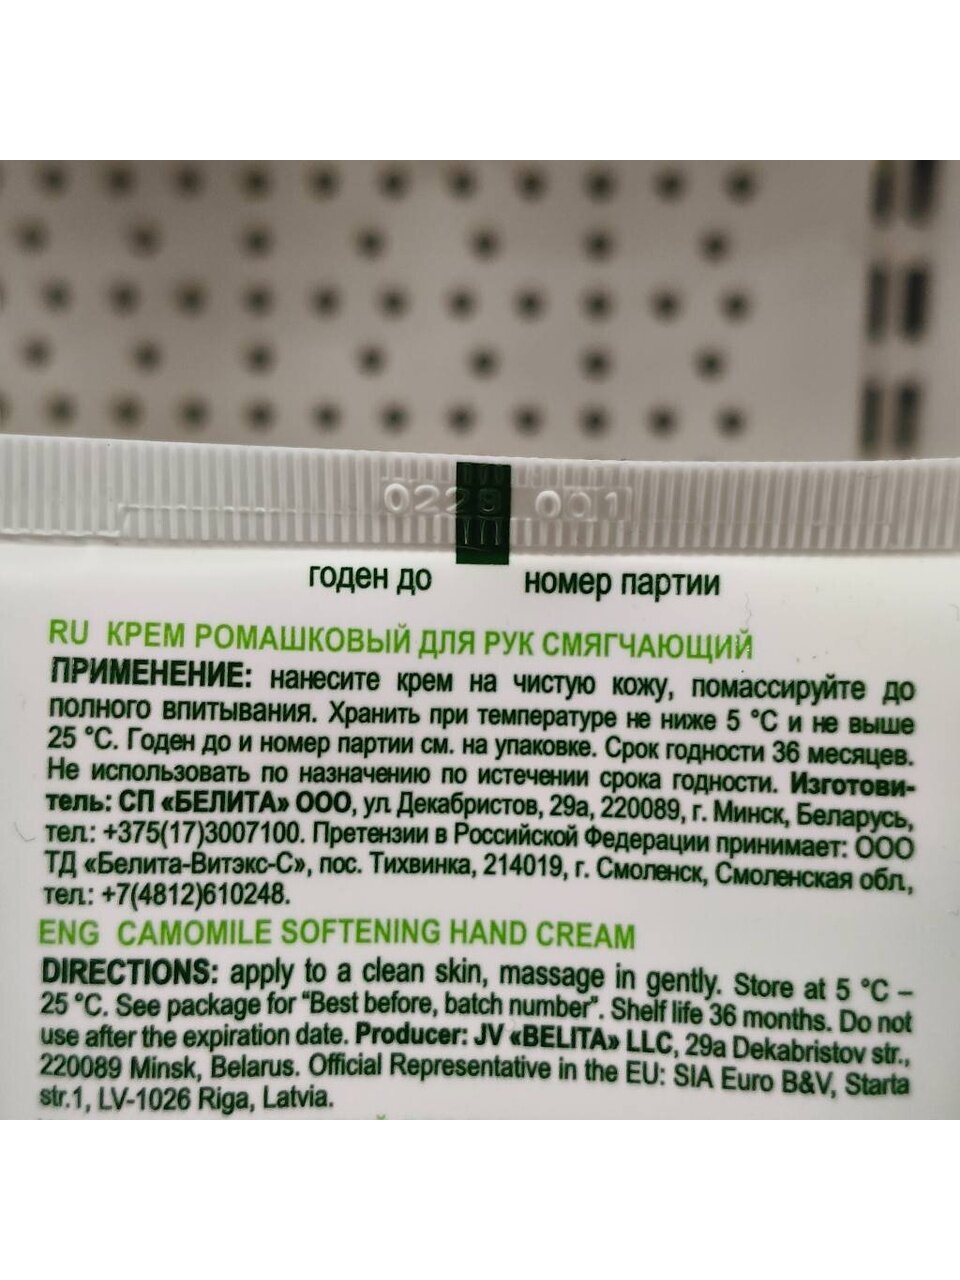 0228 001
годен до номер партии
RU КРЕМ РОМАШКОВЫЙ ДЛЯ РУК СМЯГЧАЮЩИЙ
ПРИМЕНЕНИЕ: нанесите крем на чистую кожу, помассируйте до
полного впитывания. Хранить при температуре не ниже 5 °С и не выше
25 °С. Годен до и номер партии см. на упаковке. Срок годности 36 месяцев.
Не использовать по назначению по истечении срока годности. Изготови-
тель: СП «БЕЛИТА» ООО, ул. Декабристов, 29а, 220089, г. Минск, Беларусь,
тел.: +375(17)3007100. Претензии в Российской Федерации принимает: ООО
ТД «Белита-Витэкс-С», пос. Тихвинка, 214019, г. Смоленск, Смоленская обл.,
тел.: +7(4812)610248.
ENG CAMOMILE SOFTENING HAND CREAM
DIRECTIONS: apply to a clean skin, massage in gently. Store at 5 °C –
25 °C. See package for "Best before, batch number". Shelf life 36 months. Do not
use after the expiration date. Producer: JV «BELITA» LLC, 29a Dekabristov str.,
220089 Minsk, Belarus. Official Representative in the EU: SIA Euro B&V, Starta
str.1, LV-1026 Riga, Latvia.